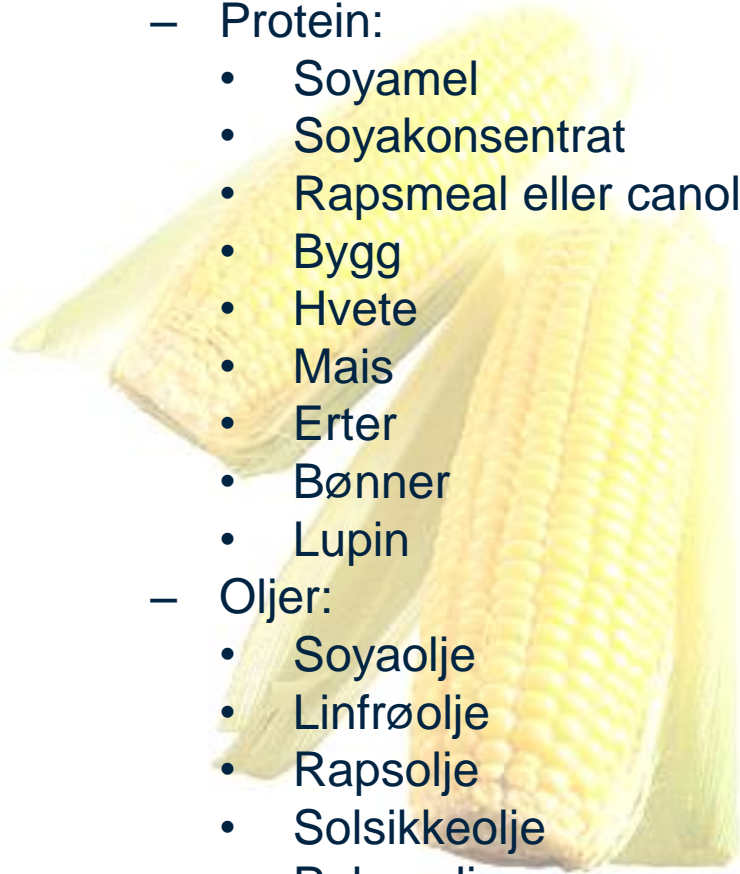 – Protein:
• Soyamel
• Soyakonsentrat
• Rapsmeal eller canol
• Bygg
• Hvete
• Mais
• Erter
• Bønner
• Lupin
– Oljer:
• Soyaolje
• Linfrøolje
• Rapsolje
• Solsikkeolje